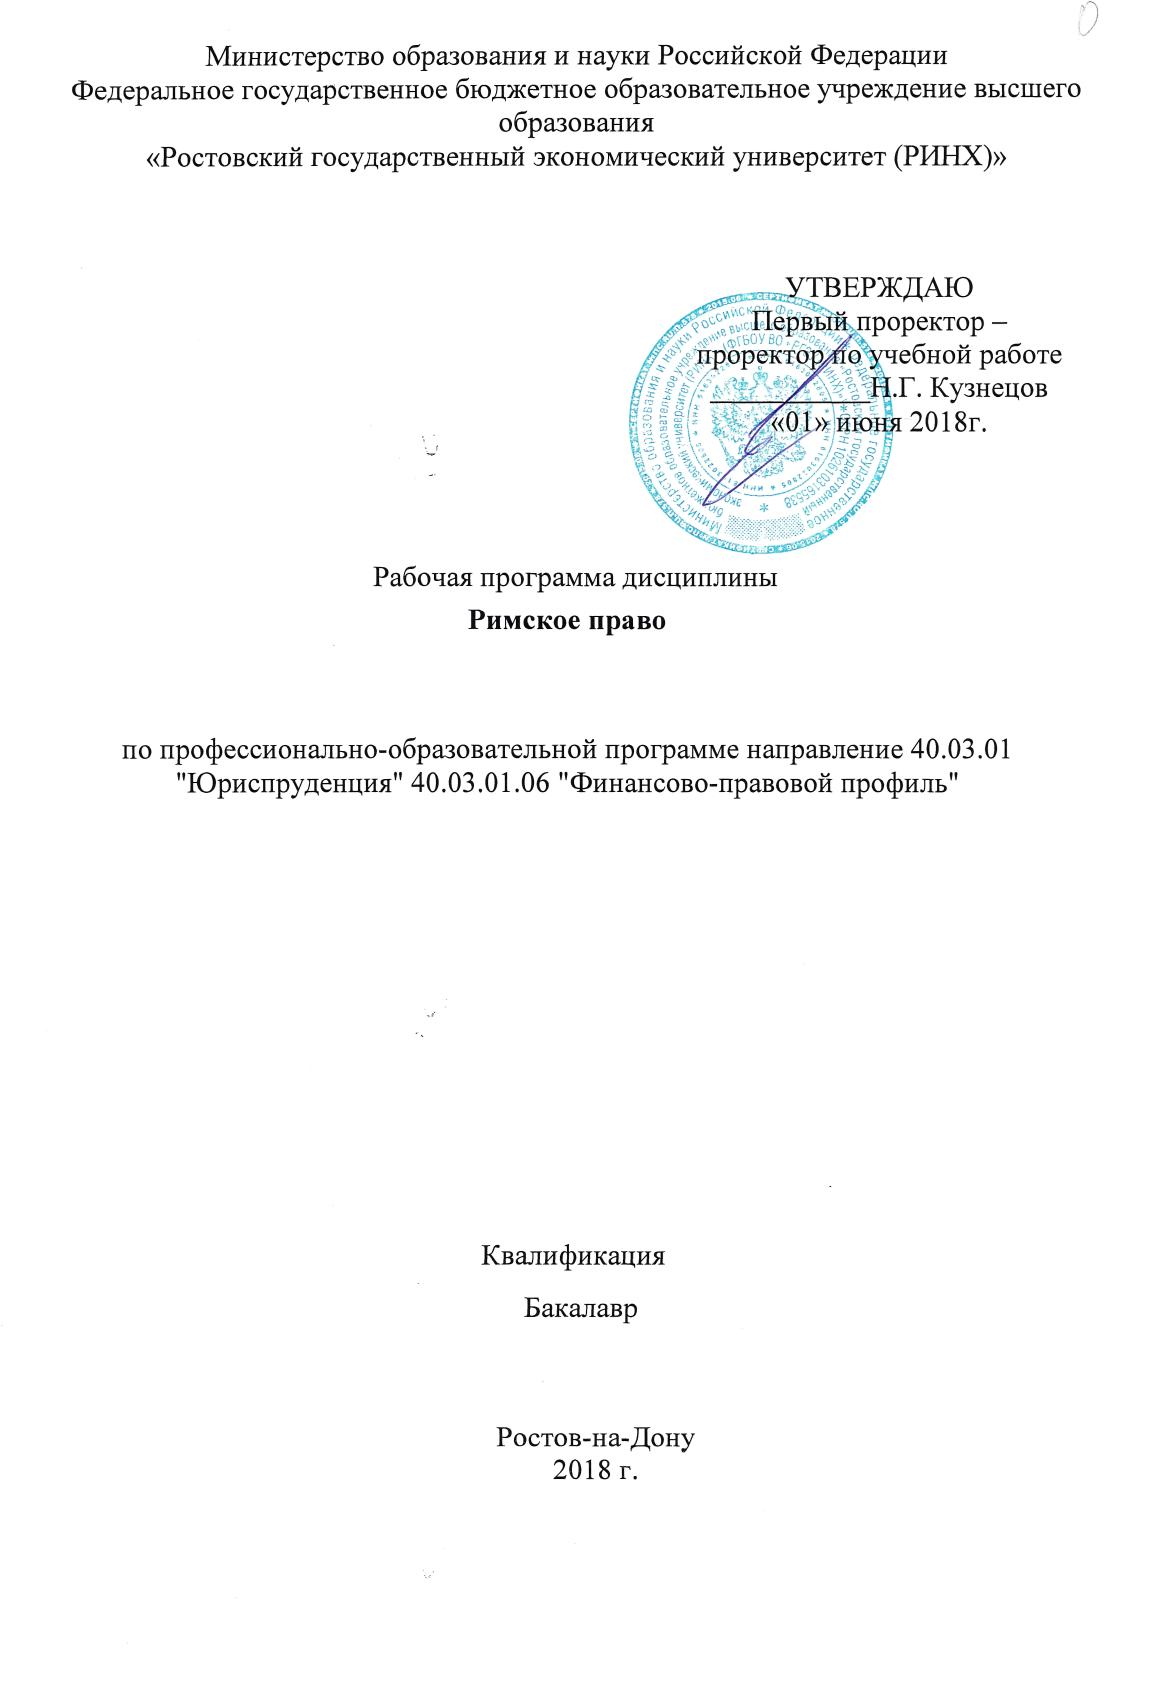 Министерство образования и науки Российской Федерации
Федеральное государственное бюджетное образовательное учреждение высшего
образования
«Ростовский государственный экономический университет (РИНХ)»
УТВЕРЖДАЮ
Первый проректор –
проректор по учебной работе
Н.Г. Кузнецов
«01» июня 2018г.
Рабочая программа дисциплины
Римское право
по профессионально-образовательной программе направление 40.03.01
"Юриспруденция" 40.03.01.06 "Финансово-правовой профиль"
Квалификация
Бакалавр
Ростов-на-Дону
2018 г.